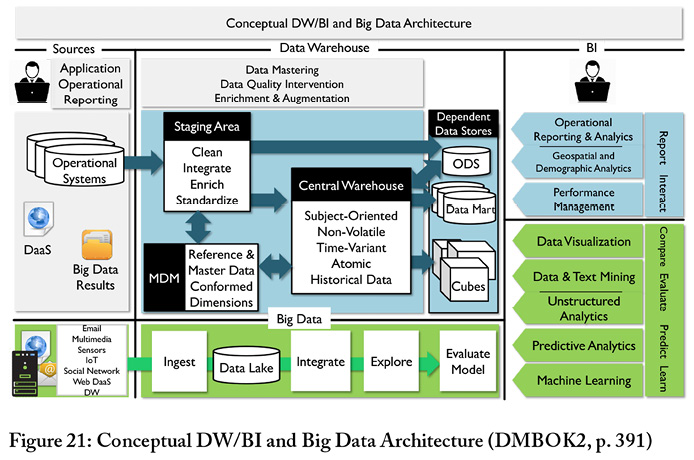 Conceptual DW/BI and Big Data Architecture
Sources
Data Warehouse
BI
Application
Operational
Reporting
Data Mastering
Data Quality Intervention
Enrichment & Augmentation
Operational
Systems
DaaS
Big Data
Results
Staging Area
Clean
Integrate
Enrich
Standardize
MDM
Reference &
Master Data
Conformed
Dimensions
Central Warehouse
Subject-Oriented
Non-Volatile
Time-Variant
Atomic
Historical Data
Dependent
Data Stores
ODS
Data Mart
Cubes
Operational
Reporting & Analyics
Geospatial and
Demographic Analytics
Performance
Management
Report Interact
Data Visualization
Data & Text Mining
Unstructured
Analytics
Predictive Analytics
Machine Learning
Compare Evaluate Predict Learn
Big Data
Email
Multimedia
Sensors
IoT
Social Network
Web DaaS
DW
Ingest
Data Lake
Integrate
Explore
Evaluate
Model
Figure 21: Conceptual DW/BI and Big Data Architecture (DMBOK2, p. 391)